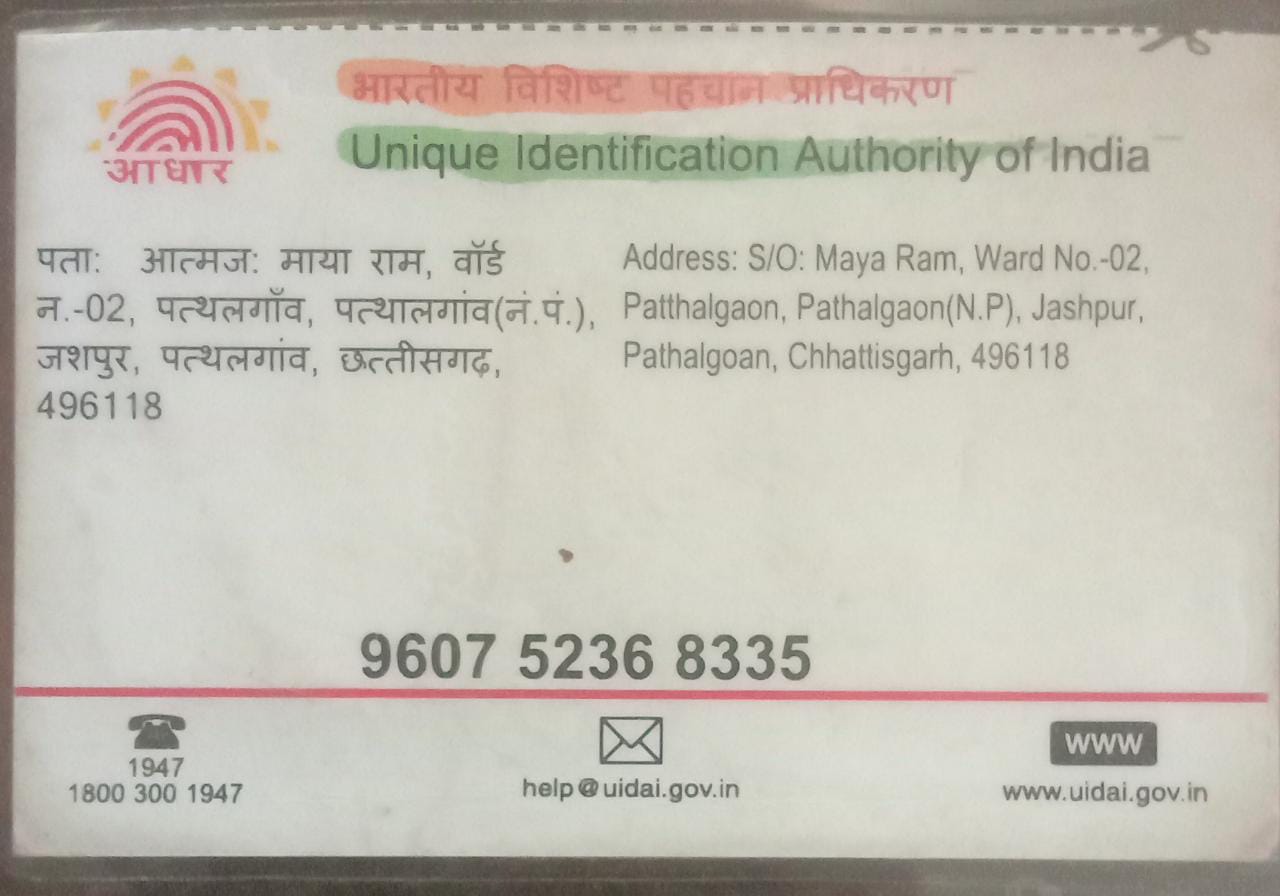 आधार
भारतीय विशिष्ट पहचान प्राधिकरण
Unique Identification Authority of India
पता: आत्मज: माया राम, वॉर्ड
न.-02, पत्थलगाँव, पत्थालगांव(नं.पं.),
जशपुर, पत्थलगांव, छत्तीसगढ़,
496118
Address: S/O: Maya Ram, Ward No.-02,
Patthalgaon, Pathalgaon(N.P), Jashpur,
Pathalgoan, Chhattisgarh, 496118
9607 5236 8335
1947
1800 300 1947
help@uidai.gov.in
WWW
www.uidai.gov.in